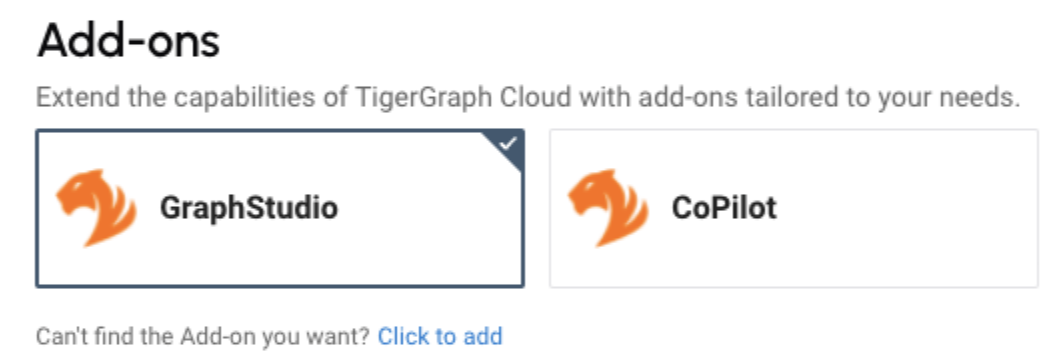 Add-ons
Extend the capabilities of TigerGraph Cloud with add-ons tailored to your needs.
GraphStudio
CoPilot
Can't find the Add-on you want? Click to add